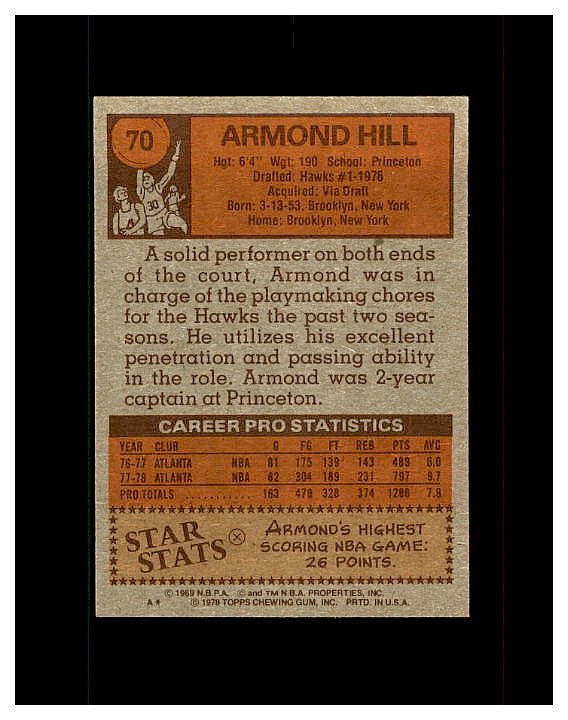 70
ARMOND HILL
Hgt: 6'4" Wgt: 190 School: Princeton
Drafted: Hawks #1-1976
Acquired: Via Draft
Born: 3-13-53, Brooklyn, New York
Home: Brooklyn, New York
30
A solid performer on both ends
of the court, Armond was in
charge of the playmaking chores
for the Hawks the past two sea-
sons. He utilizes his excellent
penetration and passing ability
in the role. Armond was 2-year
captain at Princeton.
CAREER PRO STATISTICS
YEAR CLUB G FG FT REB PTS AVG
76-77 ATLANTA NBA 81 175 139 143 489 6.0
77-78 ATLANTA NBA 82 304 189 231 797 9.7
PRO TOTALS ........... 163 479 328 374 1286 7.9
STAR STATS
ARMOND'S HIGHEST
SCORING NBA GAME:
26 POINTS.
© 1969 N.B.P.A. © and TM N.B.A. PROPERTIES, INC.
A * © 1978 TOPPS CHEWING GUM, INC. PRTD. IN U.S.A.